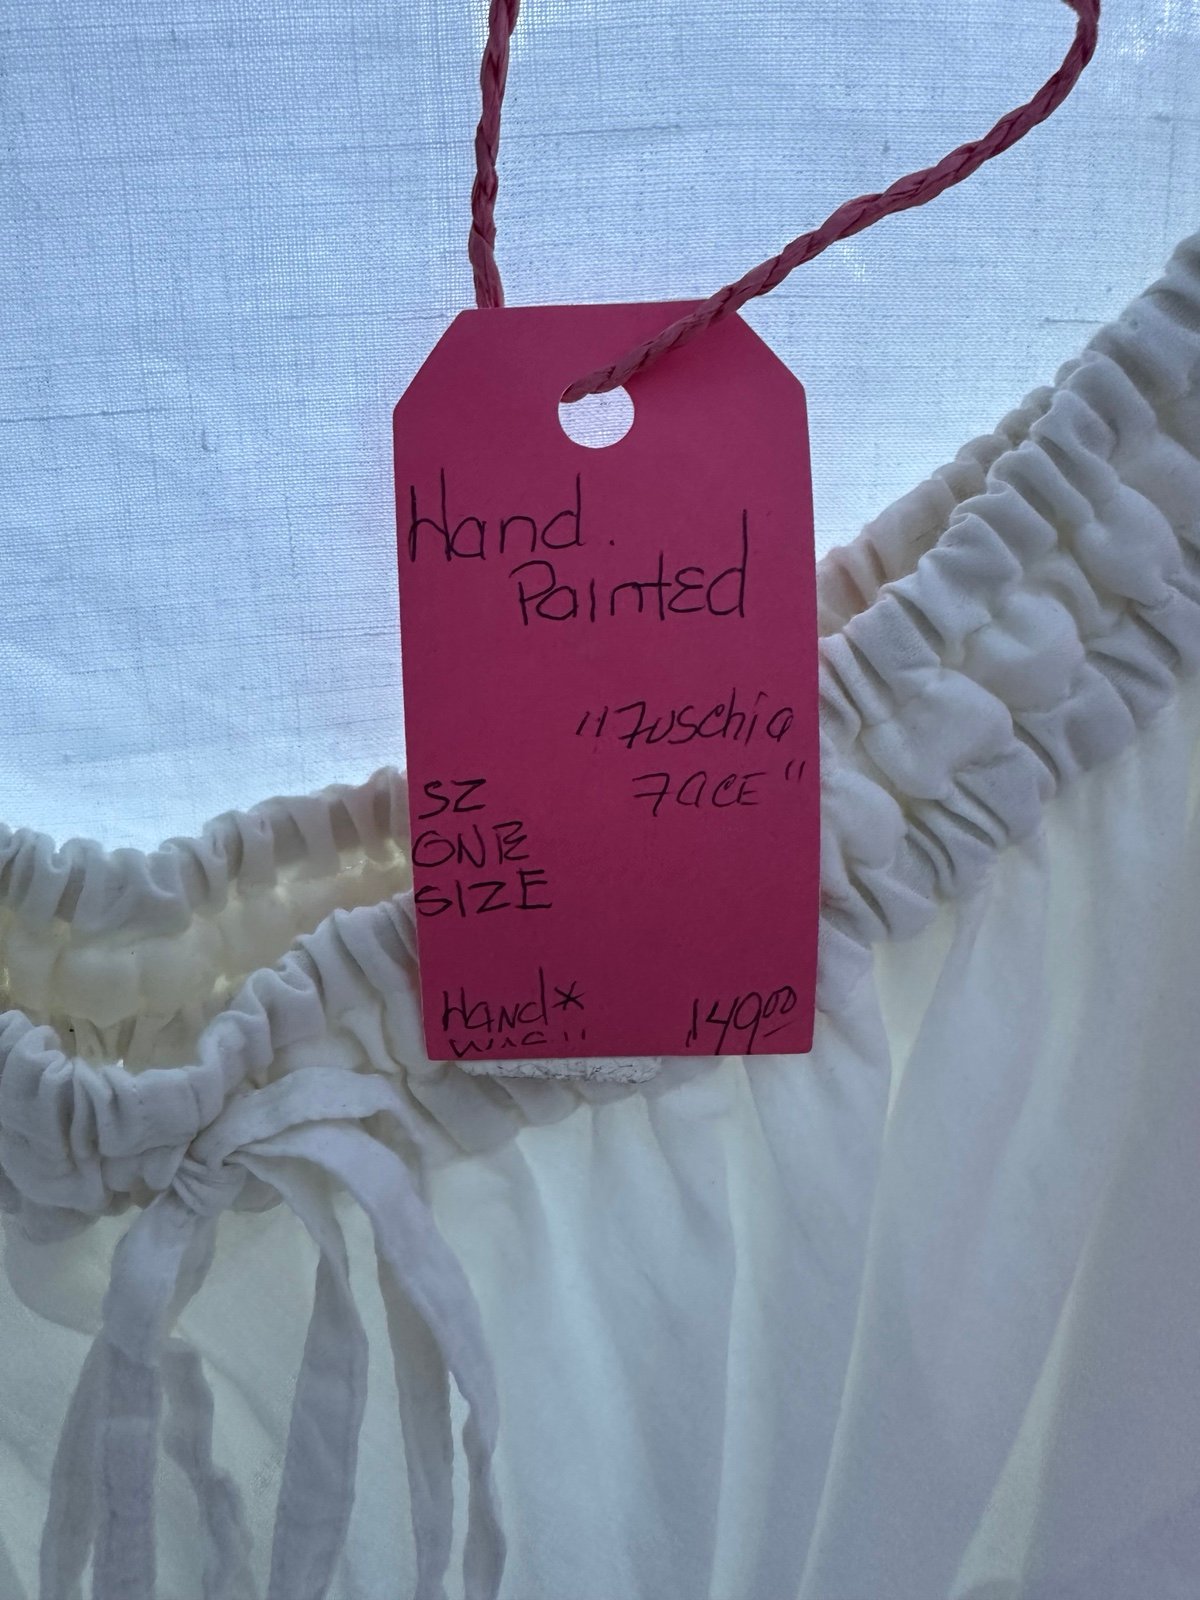 Hand.
Painted
"Fuschia
Face"
SZ
ONE
SIZE
Hand*
149.00